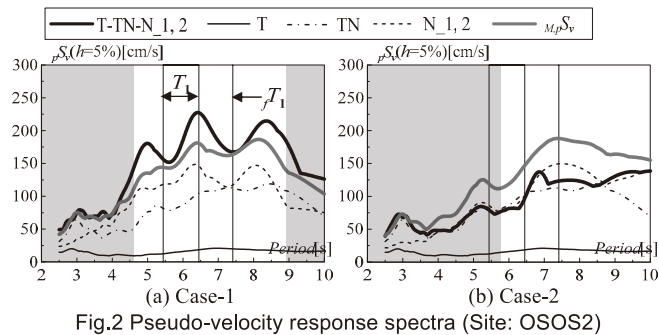 T-TN-N_1, 2 T TN N_1, 2 M,pSv
pSv(h=5%)[cm/s] pSv(h=5%)[cm/s]
300
250
200
150
100
50
0
T1
fT1
Period[s]
2 3 4 5 6 7 8 9 10
(a) Case-1
300
250
200
150
100
50
0
Period[s]
2 3 4 5 6 7 8 9 10
(b) Case-2
Fig.2 Pseudo-velocity response spectra (Site: OSOS2)